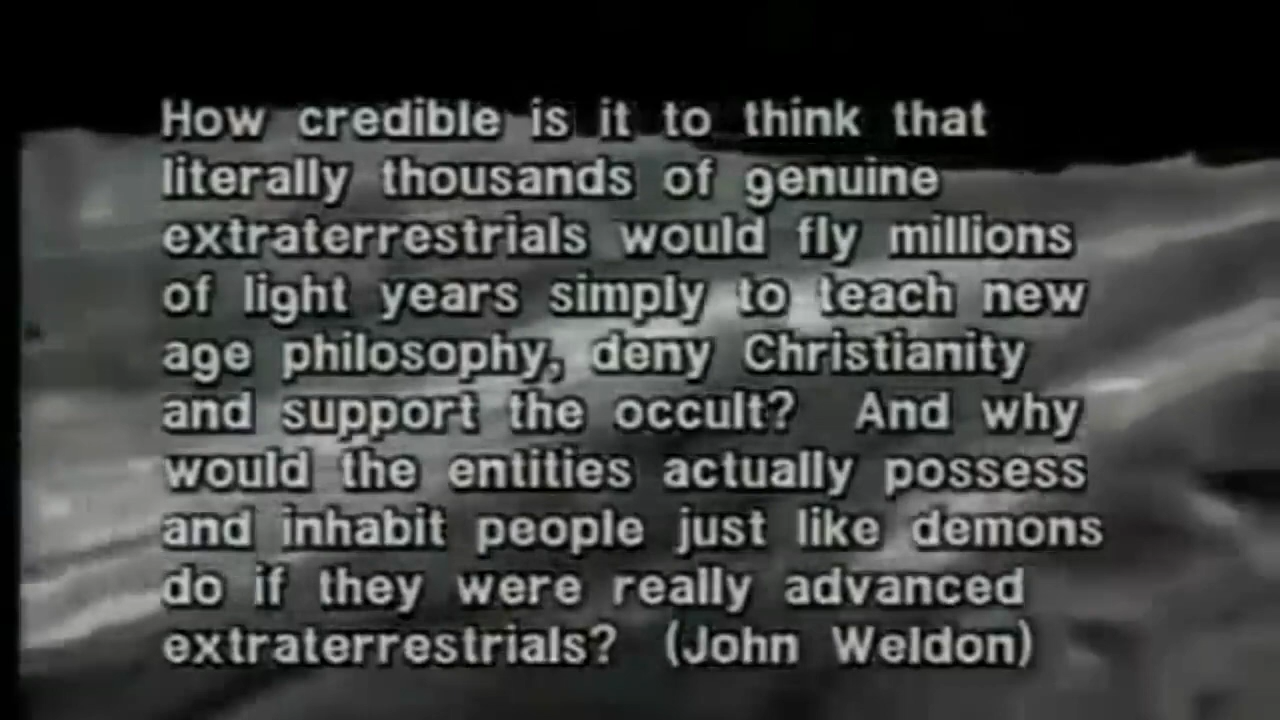 How credible is it to think that
literally thousands of genuine
extraterrestrials would fly millions
of light years simply to teach new
age philosophy, deny Christianity
and support the occult? And why
would the entities actually possess
and inhabit people just like demons
do if they were really advanced
extraterrestrials? (John Weldon)